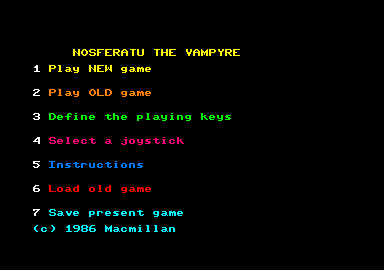 NOSFERATU THE VAMPYRE
1 Play NEW game
2 Play OLD game
3 Define the playing keys
4 Select a joystick
5 Instructions
6 Load old game
7 Save present game
(c) 1986 Macmillan